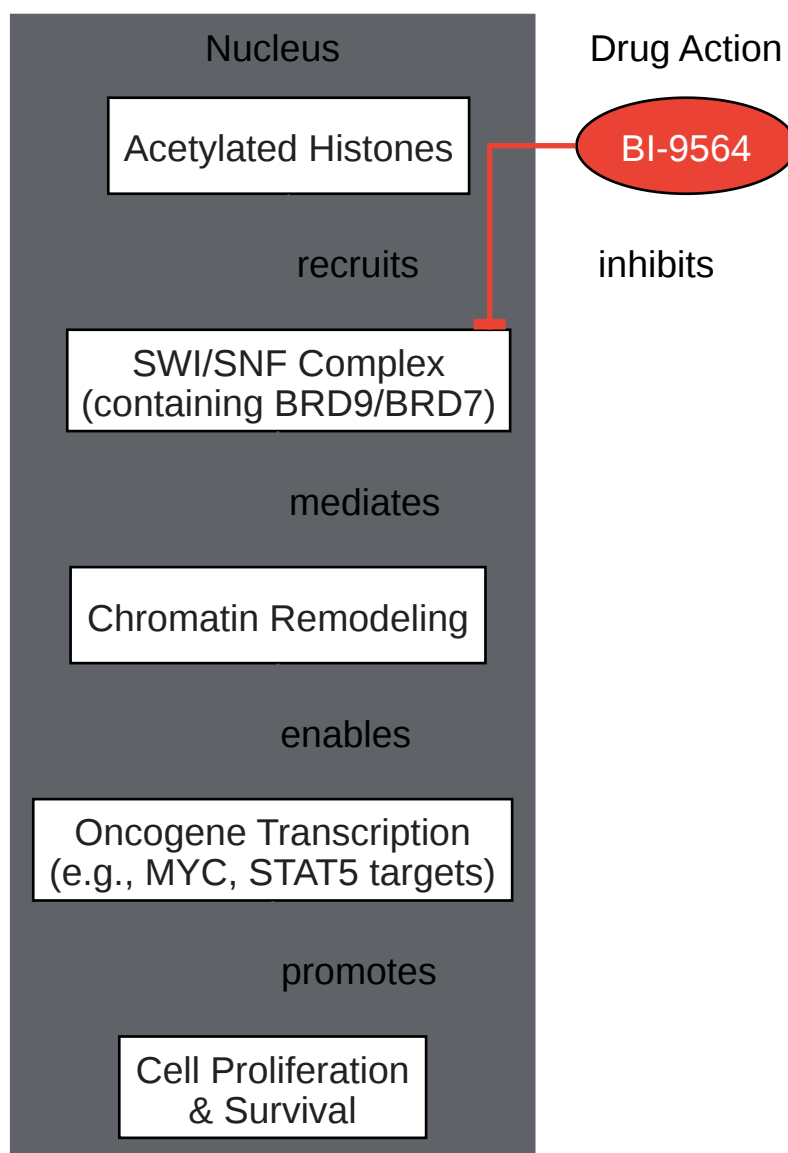 Nucleus
Drug Action
Acetylated Histones
BI-9564
recruits
inhibits
SWI/SNF Complex
(containing BRD9/BRD7)
mediates
Chromatin Remodeling
enables
Oncogene Transcription
(e.g., MYC, STAT5 targets)
promotes
Cell Proliferation
& Survival